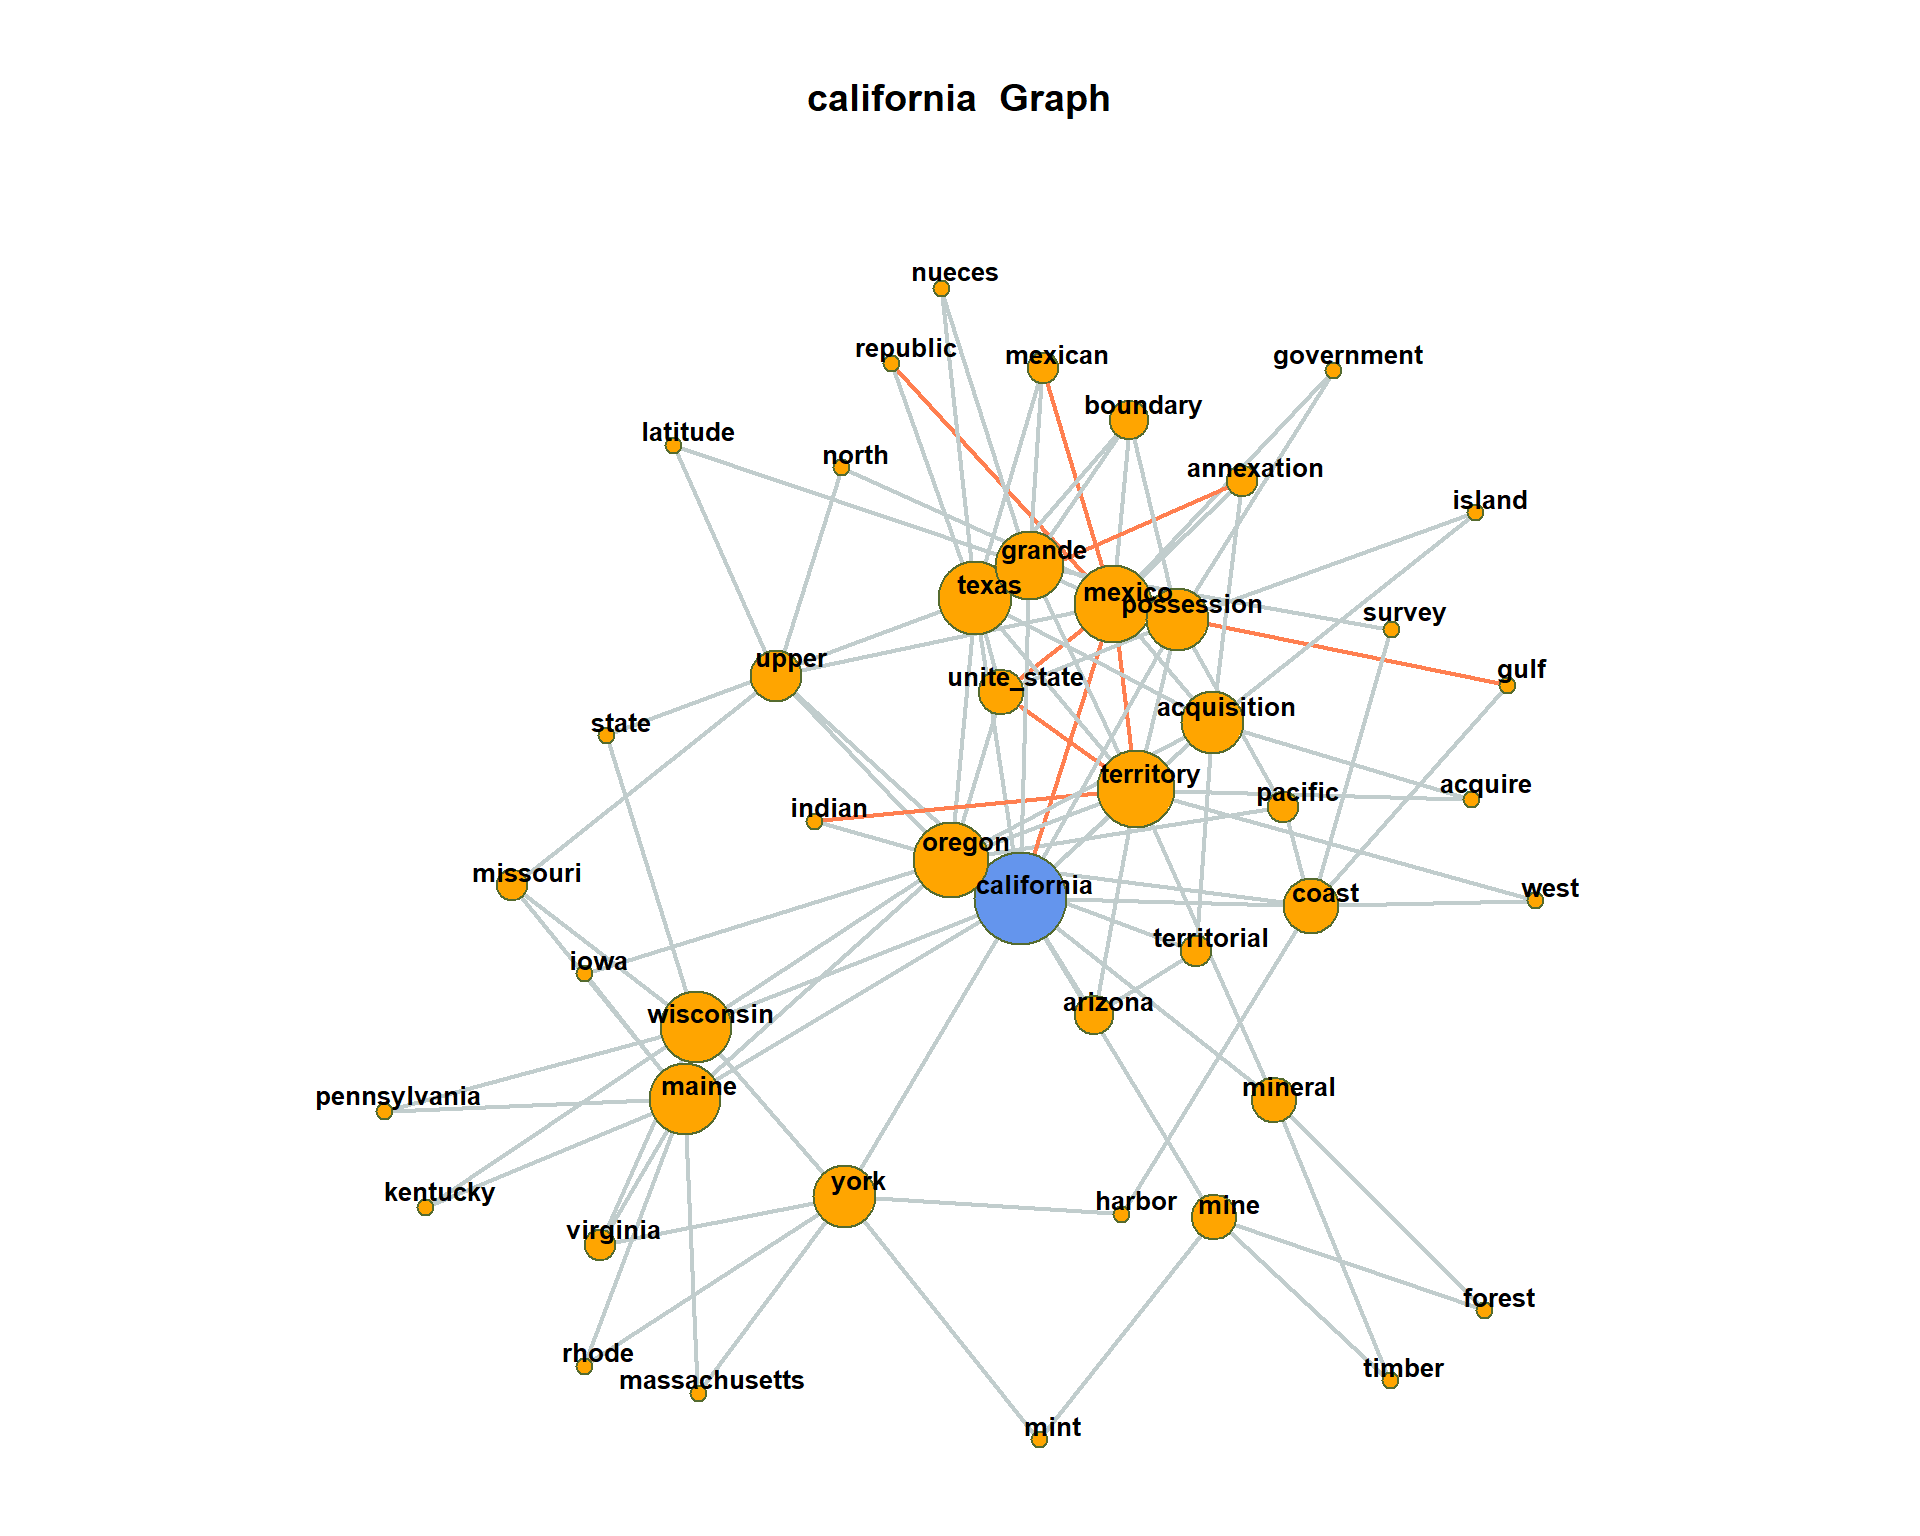 california  Graph
nueces
republic
mexican
government
boundary
latitude
north
annexation
island
grande
texas
mexico
possession
survey
upper
unite_state
gulf
acquisition
state
territory
acquire
pacific
indian
oregon
missouri
california
coast
west
territorial
iowa
arizona
wisconsin
maine
mineral
pennsylvania
york
kentucky
harbor
mine
virginia
forest
rhode
timber
massachusetts
mint